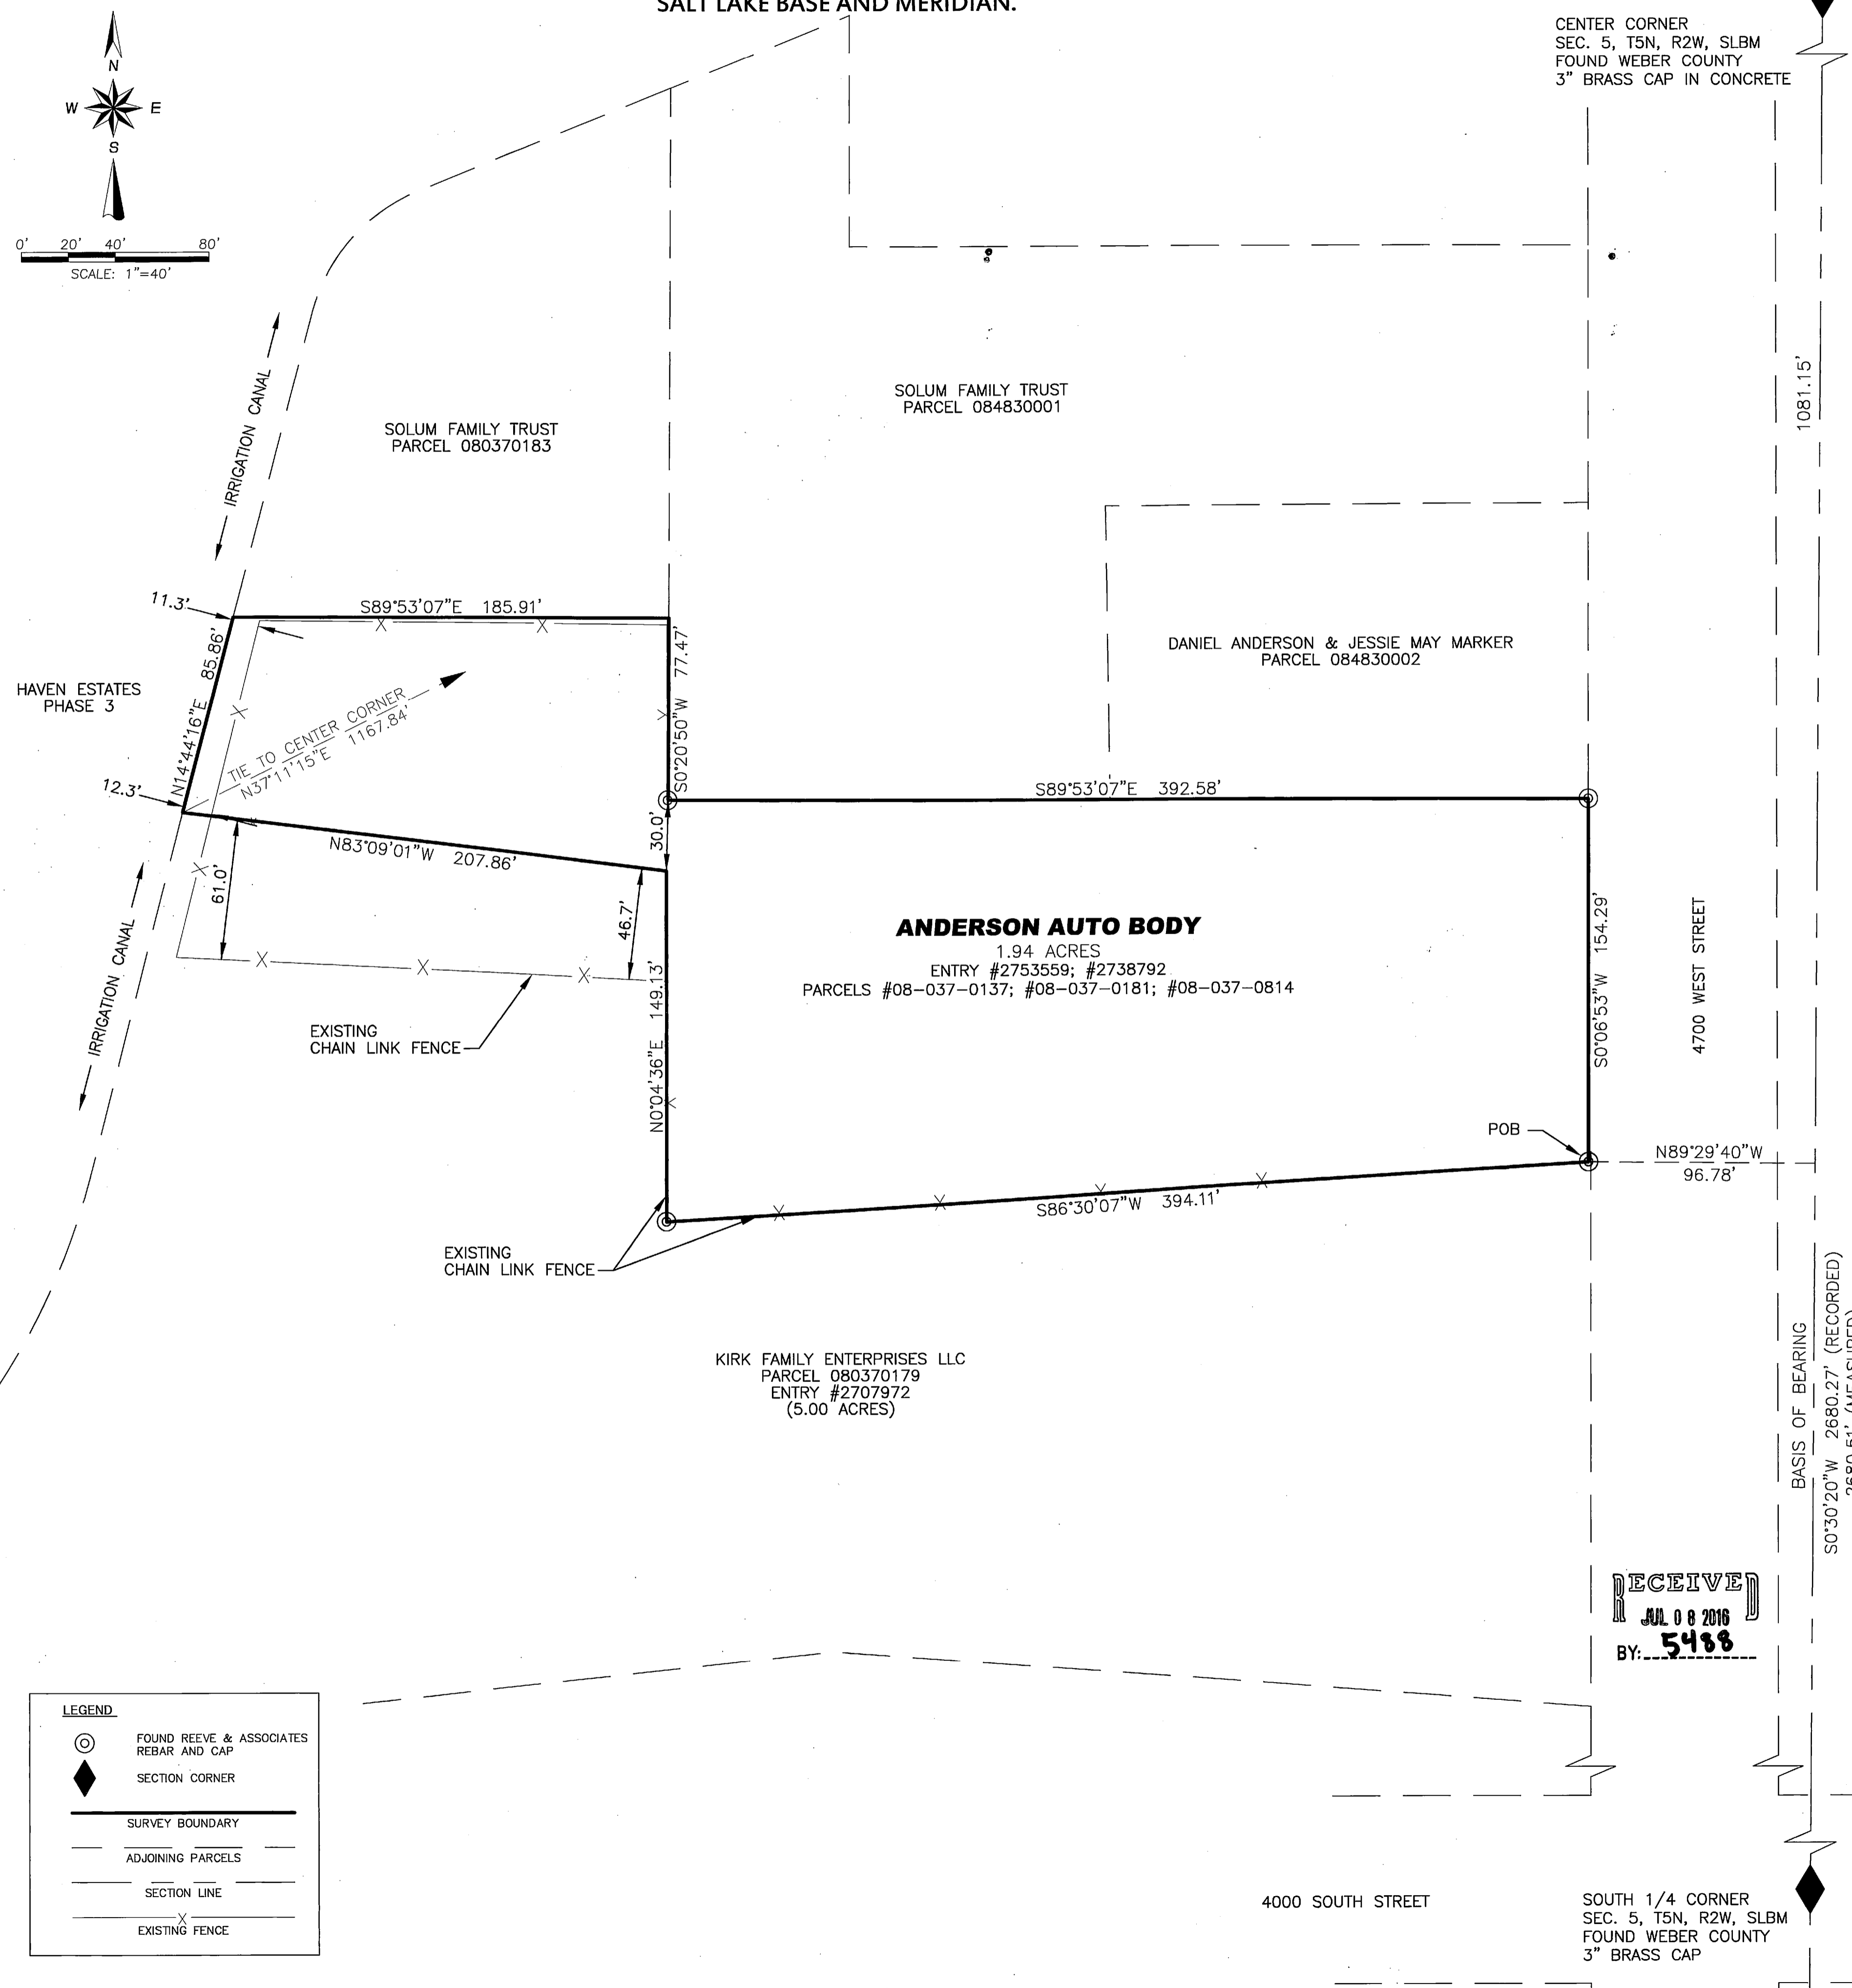 SALT LAKE BASE AND MERIDIAN.
CENTER CORNER
SEC. 5, T5N, R2W, SLBM
FOUND WEBER COUNTY
3" BRASS CAP IN CONCRETE
N
W E
S
0' 20' 40' 80'
SCALE: 1"=40'
1081.15'
IRRIGATION CANAL
SOLUM FAMILY TRUST
PARCEL 080370183
SOLUM FAMILY TRUST
PARCEL 084830001
11.3'
S89°53'07"E 185.91'
N14°44'16"E 85.86'
S0°20'50"W 77.47'
DANIEL ANDERSON & JESSIE MAY MARKER
PARCEL 084830002
HAVEN ESTATES
PHASE 3
TIE TO CENTER CORNER
N37°11'15"E 1167.84'
12.3'
S89°53'07"E 392.58'
30.0'
N83°09'01"W 207.86'
61.0'
46.7'
ANDERSON AUTO BODY
1.94 ACRES
ENTRY #2753559; #2738792
PARCELS #08-037-0137; #08-037-0181; #08-037-0814
S0°06'53"W 154.29'
4700 WEST STREET
IRRIGATION CANAL
EXISTING
CHAIN LINK FENCE
N0°04'36"E 149.13'
POB
N89°29'40"W
96.78'
S86°30'07"W 394.11'
EXISTING
CHAIN LINK FENCE
KIRK FAMILY ENTERPRISES LLC
PARCEL 080370179
ENTRY #2707972
(5.00 ACRES)
BASIS OF BEARING
S0°30'20"W 2680.27' (RECORDED)
2680.51' (MEASURED)
RECEIVED
JUL 08 2016
BY: 5488
LEGEND
FOUND REEVE & ASSOCIATES
REBAR AND CAP
SECTION CORNER
SURVEY BOUNDARY
ADJOINING PARCELS
SECTION LINE
X
EXISTING FENCE
4000 SOUTH STREET
SOUTH 1/4 CORNER
SEC. 5, T5N, R2W, SLBM
FOUND WEBER COUNTY
3" BRASS CAP